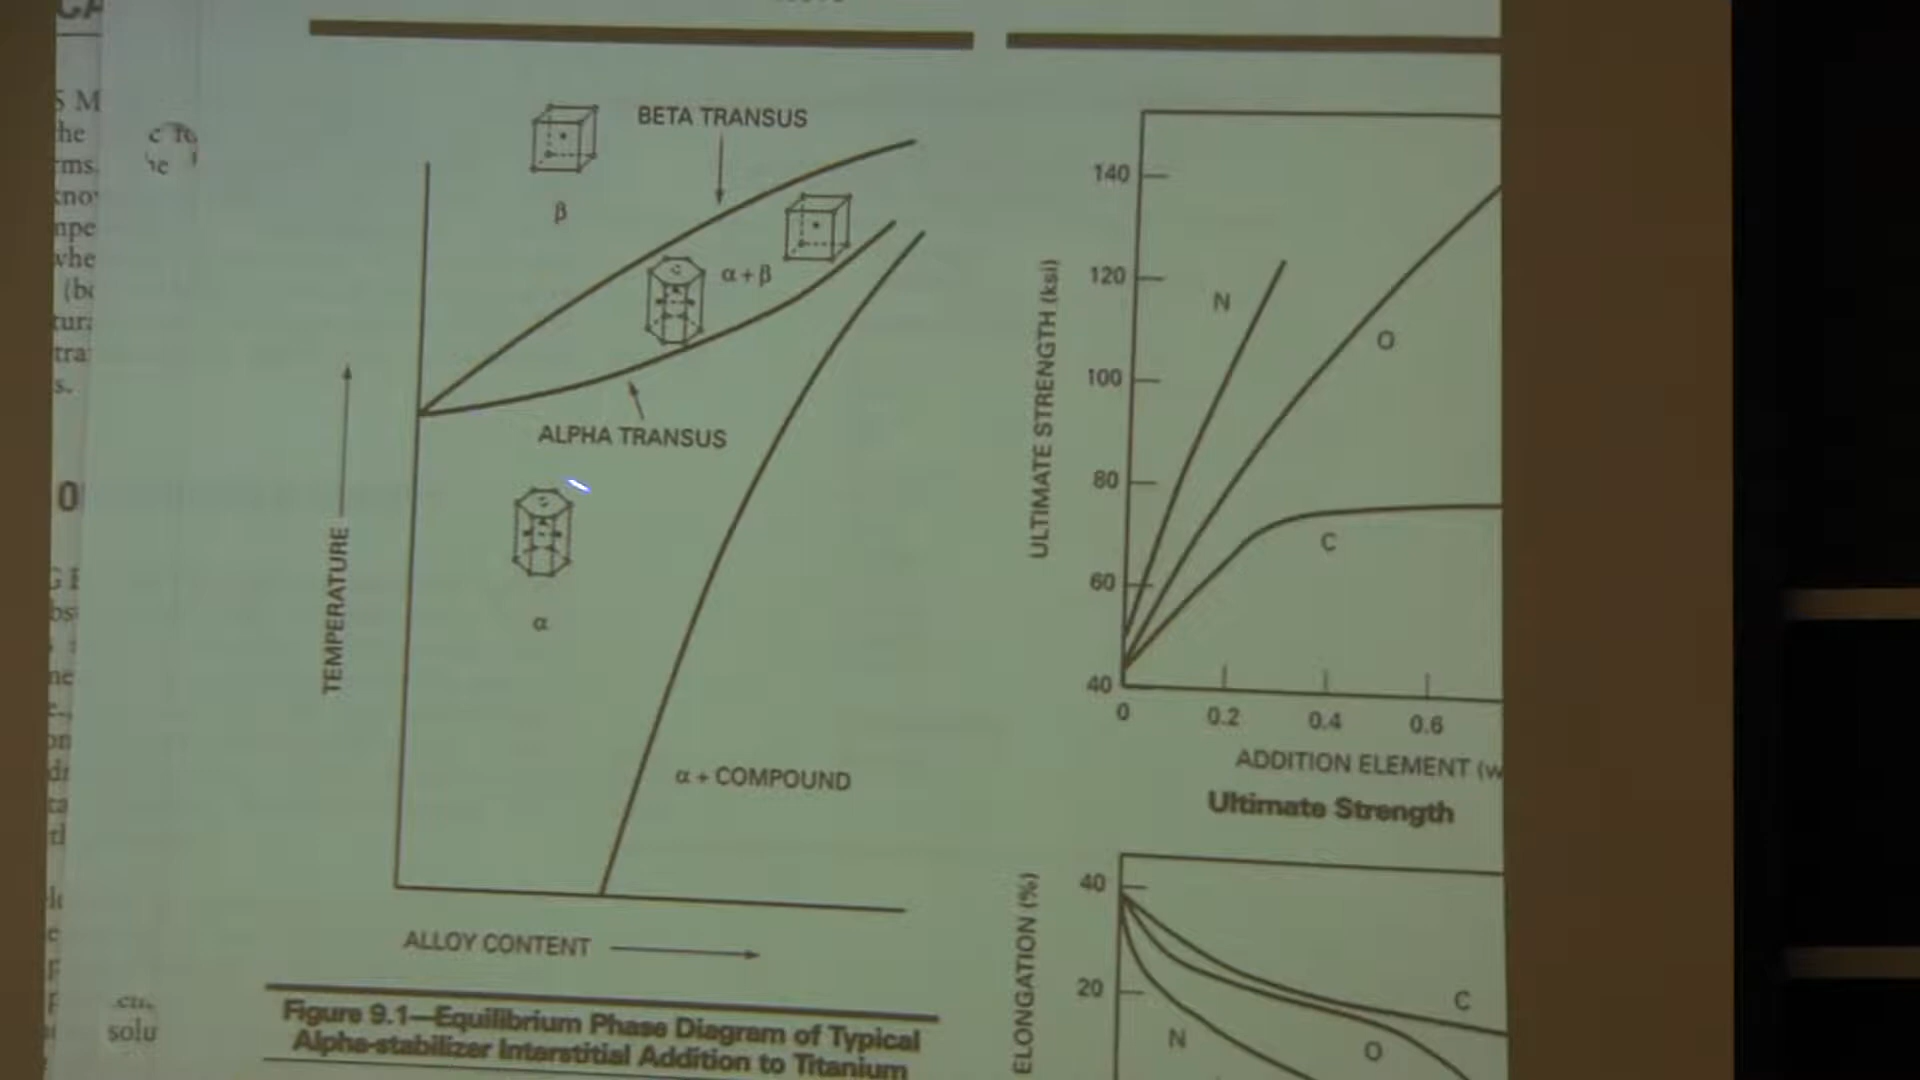 BETA TRANSUS
β
α + β
ALPHA TRANSUS
α
α + COMPOUND
TEMPERATURE
ALLOY CONTENT
Figure 9.1—Equilibrium Phase Diagram of Typical
Alpha-stabilizer Interstitial Addition to Titanium
ULTIMATE STRENGTH (ksi)
140
120
100
80
60
40
N
O
C
0 0.2 0.4 0.6
ADDITION ELEMENT (w
Ultimate Strength
ELONGATION (%)
40
20
C
N
O
solu